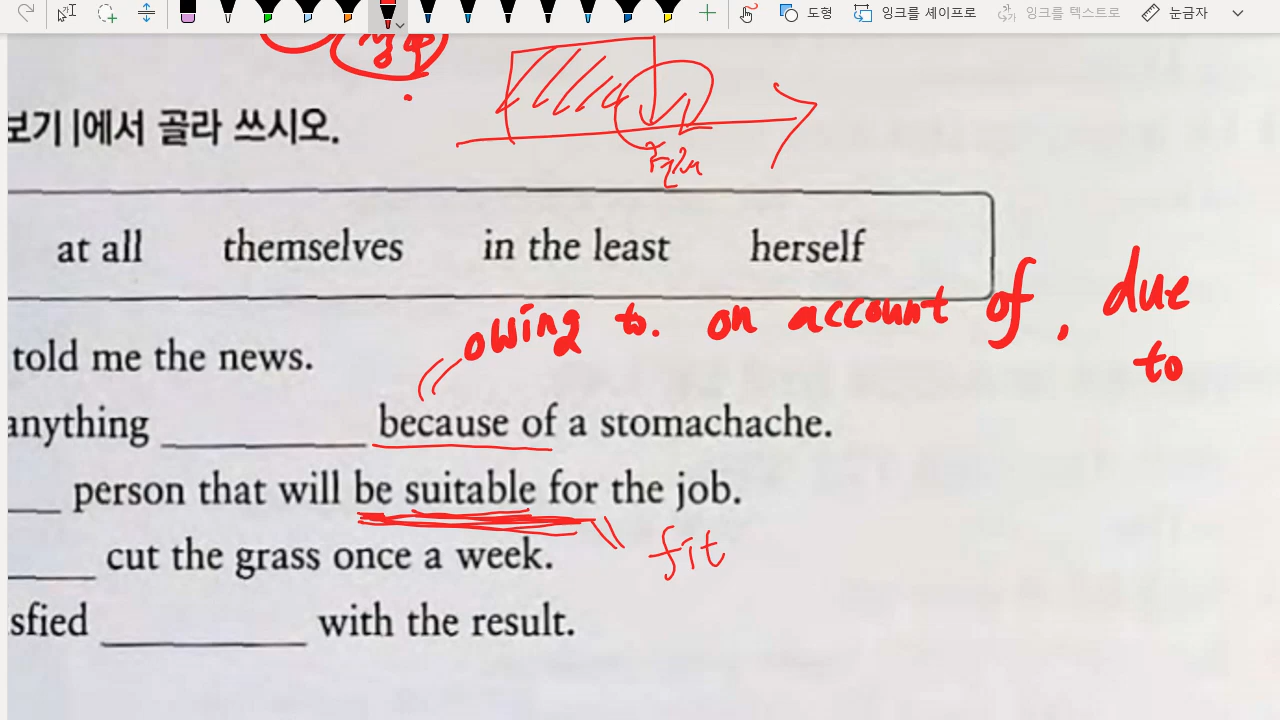 도형 잉크를 셰이프로 잉크를 텍스트로 눈금자
보기|에서 골라 쓰시오.
at all themselves in the least herself
owing to. on account of, due to
told me the news.
anything __________ because of a stomachache.
___ person that will be suitable for the job.
fit
_____ cut the grass once a week.
sfied __________ with the result.